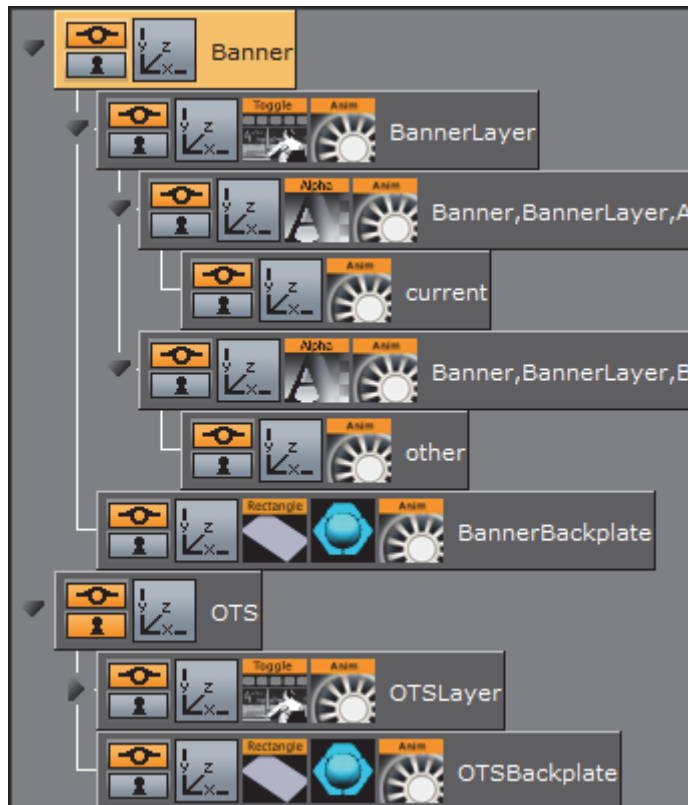 Banner
Toggle Anim BannerLayer
Alpha Anim Banner,BannerLayer,A
Anim current
Alpha Anim Banner,BannerLayer,B
Anim other
Rectangle Anim BannerBackplate
OTS
Toggle Anim OTSLayer
Rectangle Anim OTSBackplate